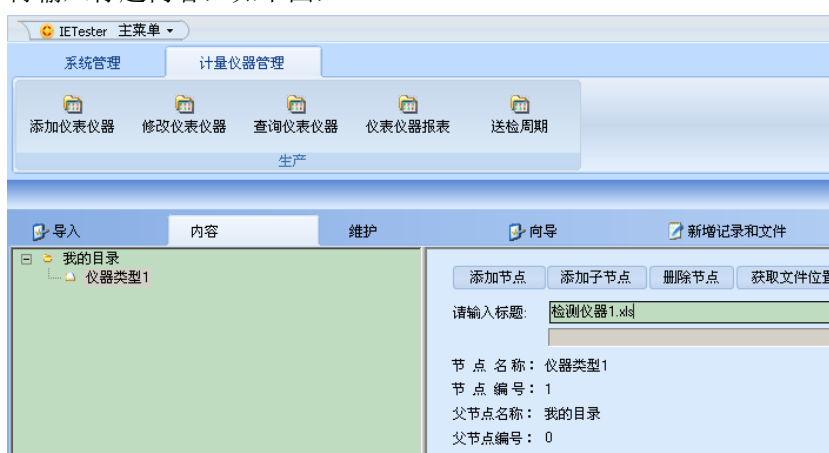 IETester 主菜单
系统管理 计量仪器管理
添加仪表仪器 修改仪表仪器 查询仪表仪器 仪表仪器报表 送检周期
生产
导入 内容 维护 向导 新增记录和文件
我的目录
仪器类型1
添加节点 添加子节点 删除节点 获取文件位置
请输入标题: 检测仪器1.xls
节 点 名 称: 仪器类型1
节 点 编 号: 1
父节点名称: 我的目录
父节点编号: 0